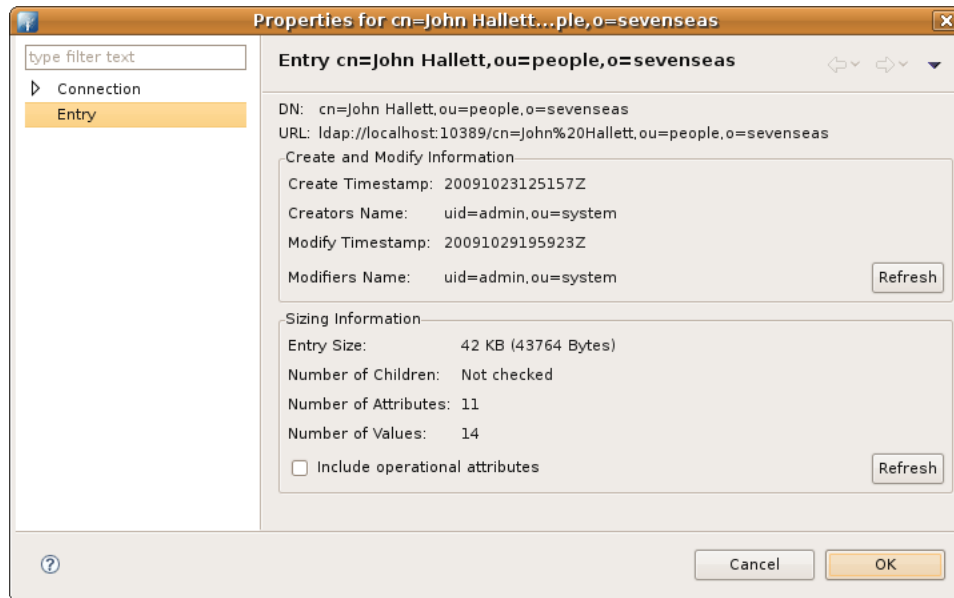 Properties for cn=John Hallett...ple,o=sevenseas
type filter text
Connection
Entry
Entry cn=John Hallett,ou=people,o=sevenseas
DN: cn=John Hallett,ou=people,o=sevenseas
URL: ldap://localhost:10389/cn=John%20Hallett,ou=people,o=sevenseas
Create and Modify Information
Create Timestamp: 20091023125157Z
Creators Name: uid=admin,ou=system
Modify Timestamp: 20091029195923Z
Modifiers Name: uid=admin,ou=system
Refresh
Sizing Information
Entry Size: 42 KB (43764 Bytes)
Number of Children: Not checked
Number of Attributes: 11
Number of Values: 14
Include operational attributes
Refresh
?
Cancel
OK